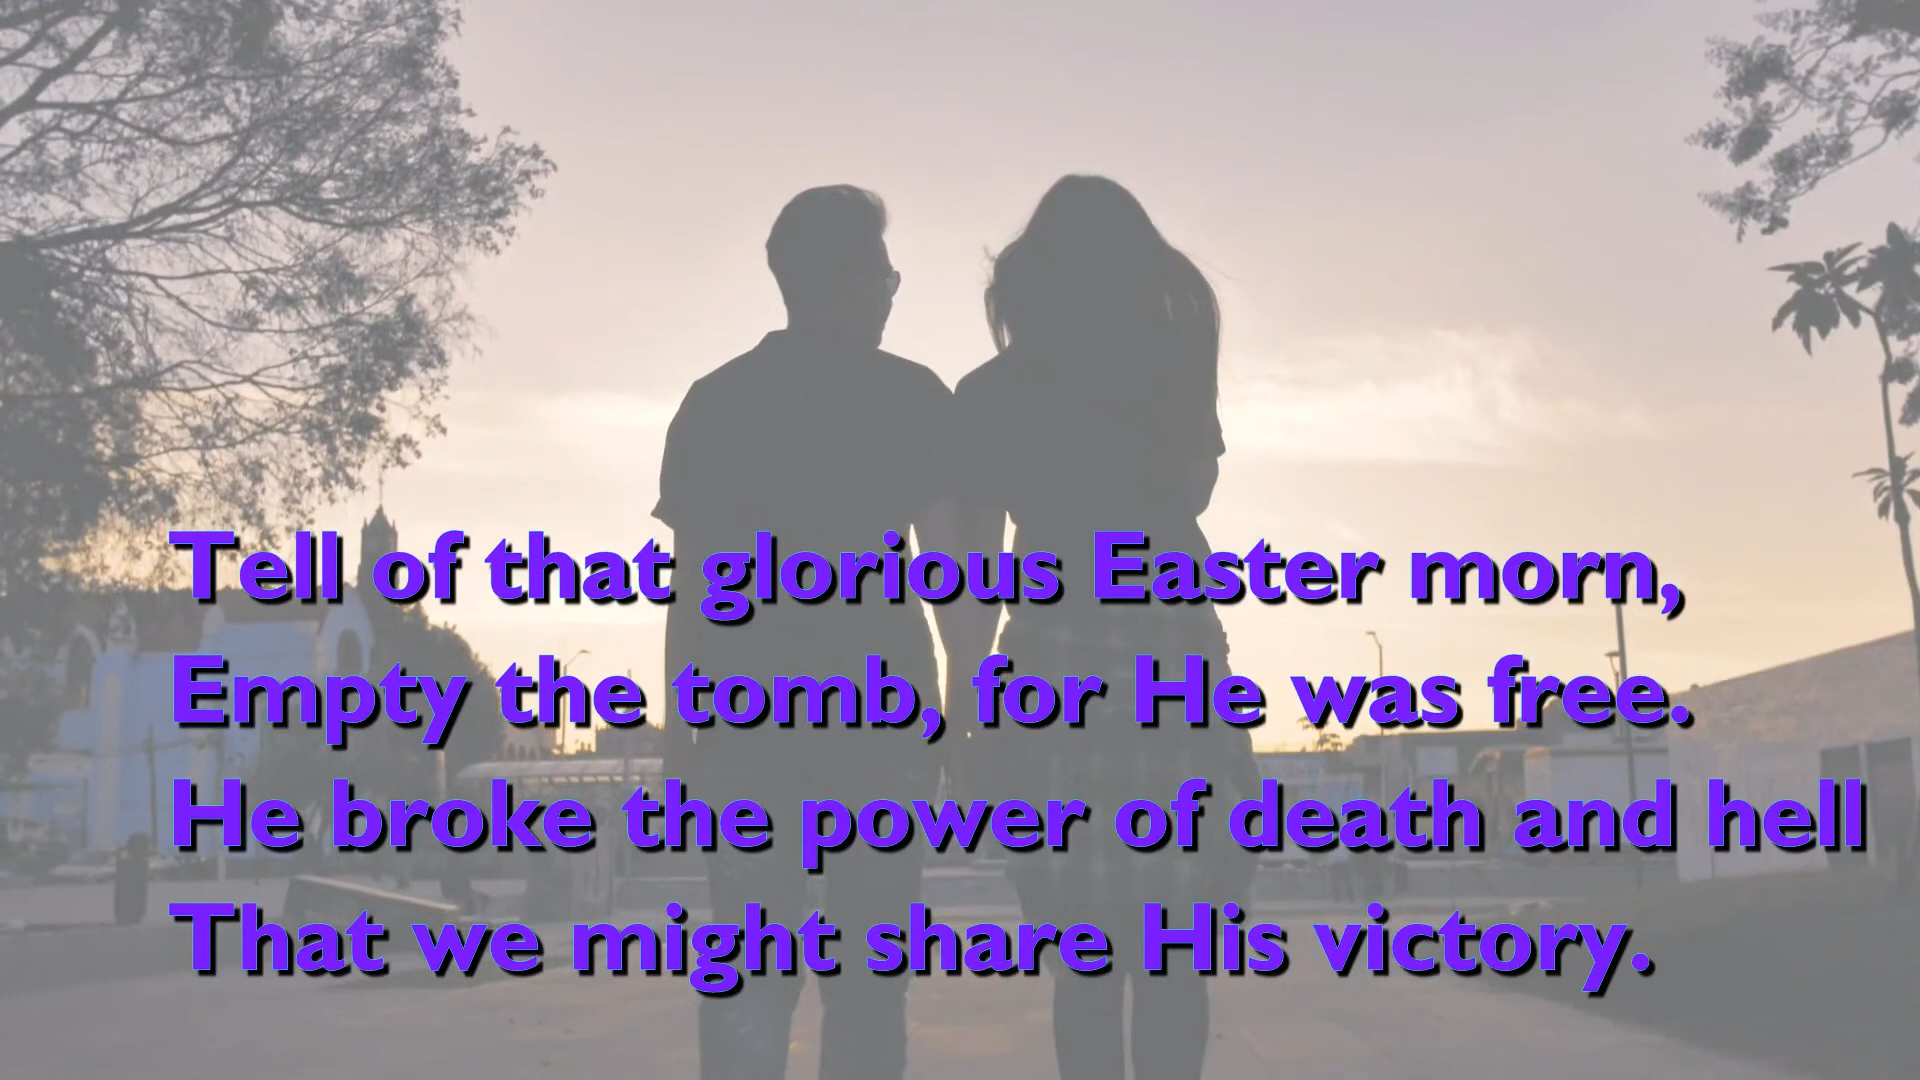 Tell of that glorious Easter morn,
Empty the tomb, for He was free.
He broke the power of death and hell
That we might share His victory.